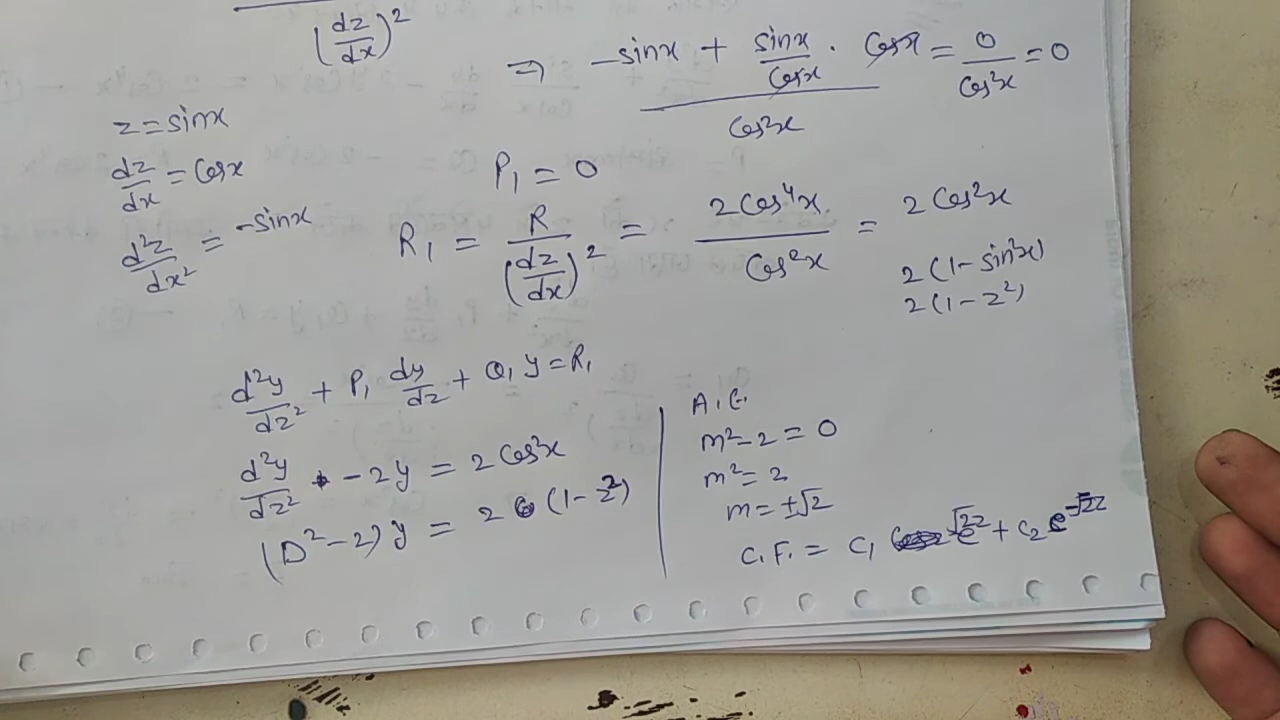 (dz/dx)²
⇒ -sinx + sinx/cosx · cosx / cos²x = 0/cos²x = 0
z = sinx
dz/dx = cosx
d²z/dx² = -sinx
P₁ = 0
R₁ = R/(dz/dx)² = 2cos⁴x/cos²x = 2cos²x
2(1-sin²x)
2(1-z²)
d²y/dz² + P₁ dy/dz + Q₁y = R₁
d²y/dz² - 2y = 2cos²x
(D²-2)y = 2(1-z²)
A.E.
m²-2 = 0
m² = 2
m = ±√2
C.F. = C₁ e^√2z + C₂ e^-√2z